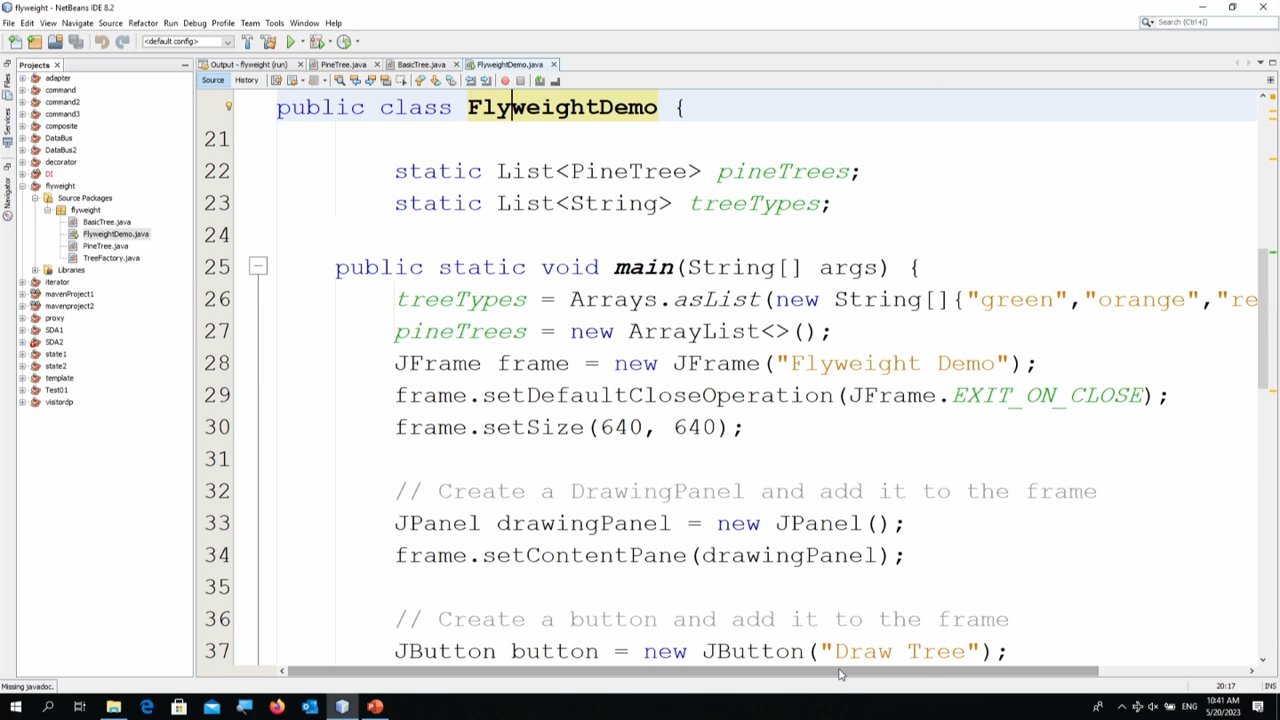 flyweight - NetBeans IDE 8.2
File Edit View Navigate Source Refactor Run Debug Profile Team Tools Window Help
Search (Ctrl+I)
<default config>
Projects
Output - flyweight (run)
PineTree.java
BasicTree.java
FlyweightDemo.java
Source History
Files
Services
Navigator
adapter
command
command2
command3
composite
DataBus
DataBus2
decorator
DI
flyweight
Source Packages
flyweight
BasicTree.java
FlyweightDemo.java
PineTree.java
TreeFactory.java
Libraries
iterator
mavenProject1
mavenproject2
proxy
SDA1
SDA2
state1
state2
template
Test01
visitordp
public class FlyweightDemo {
21
22 static List<PineTree> pineTrees;
23 static List<String> treeTypes;
24
25 public static void main(String[] args) {
26 treeTypes = Arrays.asList(new String[]{"green","orange","re
27 pineTrees = new ArrayList<>();
28 JFrame frame = new JFrame("Flyweight Demo");
29 frame.setDefaultCloseOperation(JFrame.EXIT_ON_CLOSE);
30 frame.setSize(640, 640);
31
32 // Create a DrawingPanel and add it to the frame
33 JPanel drawingPanel = new JPanel();
34 frame.setContentPane(drawingPanel);
35
36 // Create a button and add it to the frame
37 JButton button = new JButton("Draw Tree");
Missing javadoc.
20:17 INS
ENG
10:41 AM
5/20/2023